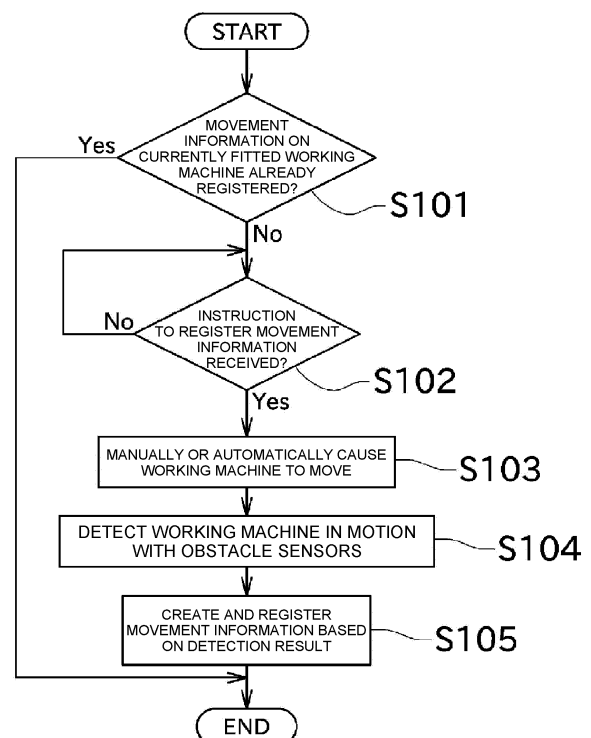 START
MOVEMENT
INFORMATION ON
CURRENTLY FITTED WORKING
MACHINE ALREADY
REGISTERED?
Yes
S101
No
INSTRUCTION
TO REGISTER MOVEMENT
INFORMATION
RECEIVED?
No
S102
Yes
MANUALLY OR AUTOMATICALLY CAUSE
WORKING MACHINE TO MOVE
S103
DETECT WORKING MACHINE IN MOTION
WITH OBSTACLE SENSORS
S104
CREATE AND REGISTER
MOVEMENT INFORMATION BASED
ON DETECTION RESULT
S105
END